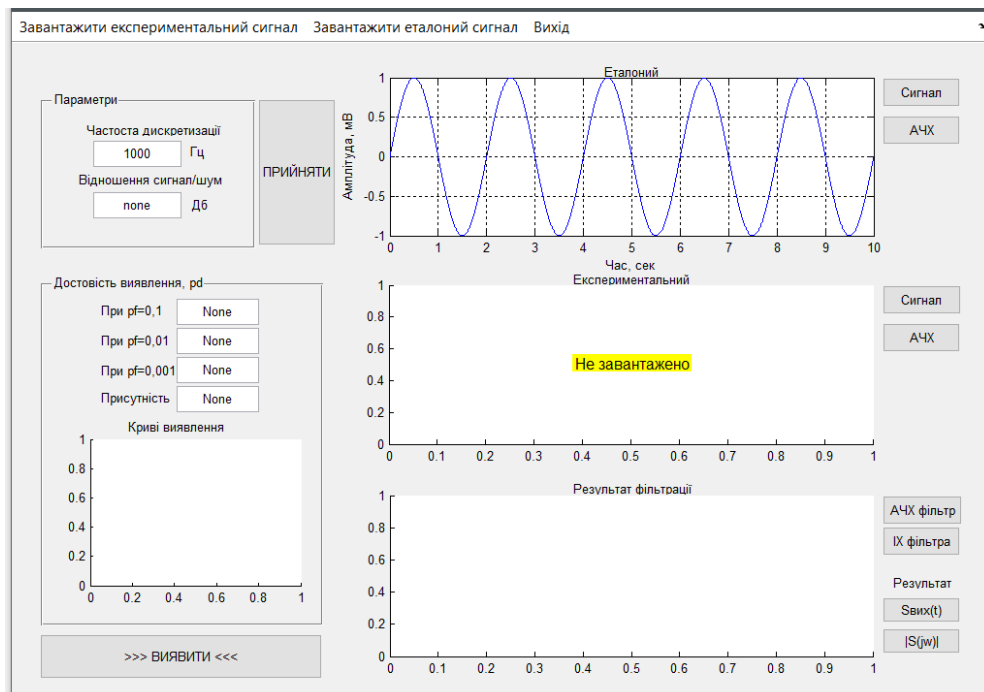 Завантажити експериментальний сигнал Завантажити еталоний сигнал Вихід
Параметри
Частоста дискретизації
1000 Гц
Відношення сигнал/шум
none Дб
ПРИЙНЯТИ
Еталоний
Амплітуда, мВ
1
0.5
0
-0.5
-1
0 1 2 3 4 5 6 7 8 9 10
Час, сек
Сигнал
АЧХ
Достовість виявлення, pd
При pf=0,1 None
При pf=0,01 None
При pf=0,001 None
Присутність None
Криві виявлення
1
0.8
0.6
0.4
0.2
0
0 0.2 0.4 0.6 0.8 1
>>> ВИЯВИТИ <<<
Експериментальний
1
0.8
0.6
0.4
0.2
0
Не завантажено
0 0.1 0.2 0.3 0.4 0.5 0.6 0.7 0.8 0.9 1
Сигнал
АЧХ
Результат фільтрації
1
0.8
0.6
0.4
0.2
0
0 0.1 0.2 0.3 0.4 0.5 0.6 0.7 0.8 0.9 1
АЧХ фільтр
ІХ фільтра
Результат
Sвих(t)
|S(jw)|